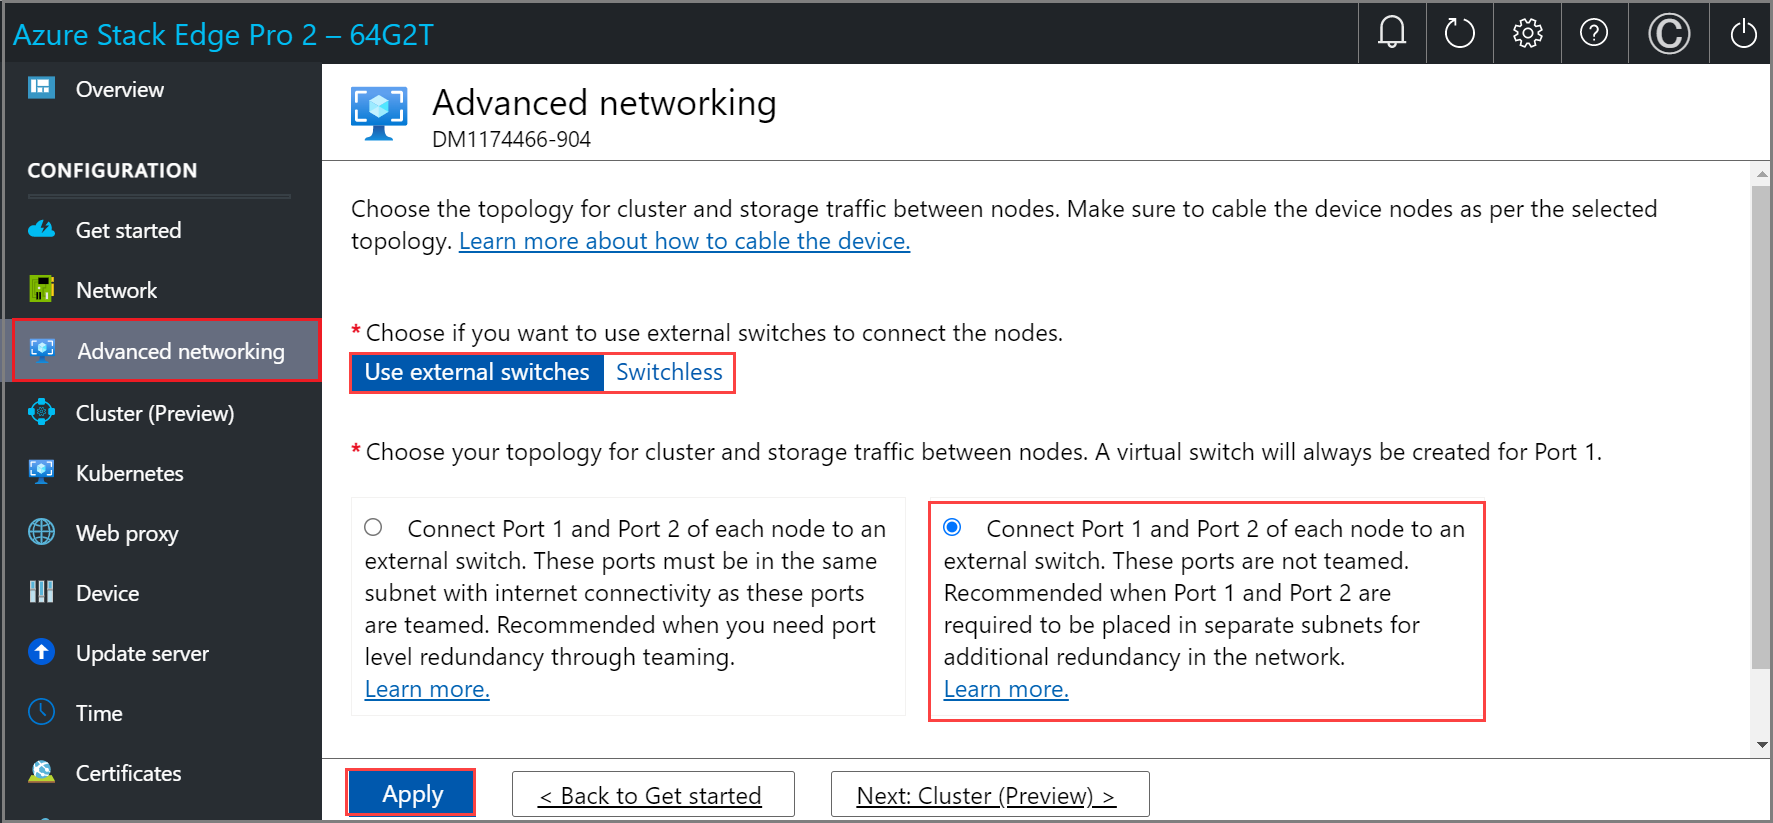 Azure Stack Edge Pro 2 – 64G2T
Overview
CONFIGURATION
Get started
Network
Advanced networking
Cluster (Preview)
Kubernetes
Web proxy
Device
Update server
Time
Certificates
Advanced networking
DM1174466-904
Choose the topology for cluster and storage traffic between nodes. Make sure to cable the device nodes as per the selected
topology. Learn more about how to cable the device.
* Choose if you want to use external switches to connect the nodes.
Use external switches Switchless
* Choose your topology for cluster and storage traffic between nodes. A virtual switch will always be created for Port 1.
Connect Port 1 and Port 2 of each node to an
external switch. These ports must be in the same
subnet with internet connectivity as these ports
are teamed. Recommended when you need port
level redundancy through teaming.
Learn more.
Connect Port 1 and Port 2 of each node to an
external switch. These ports are not teamed.
Recommended when Port 1 and Port 2 are
required to be placed in separate subnets for
additional redundancy in the network.
Learn more.
Apply
< Back to Get started
Next: Cluster (Preview) >